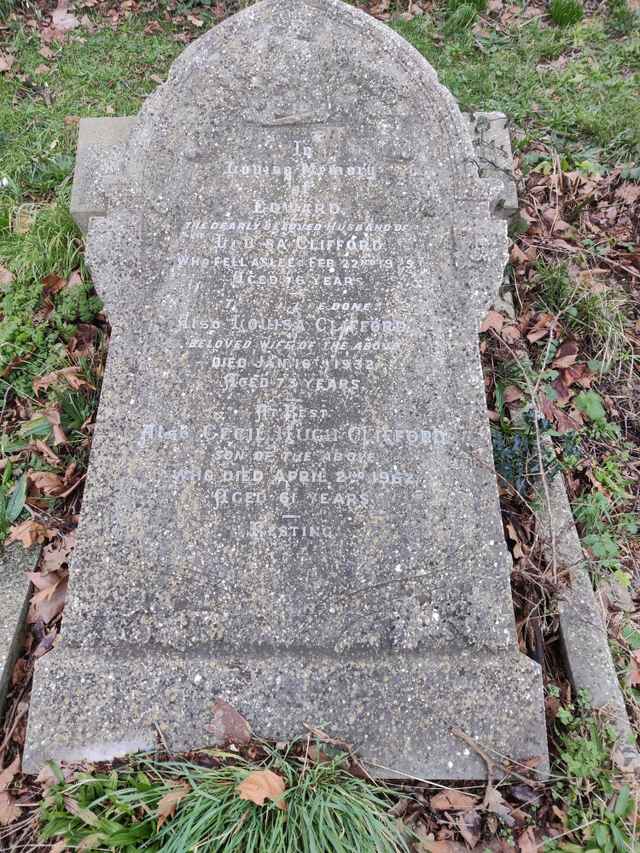 In
Loving Memory
of
Edward
the dearly beloved husband of
Louisa Clifford
who fell asleep Feb 22nd
Aged 76 years
Also Louisa Clifford
beloved wife of the above
died Jan 16th 1932
Aged 73 years
At Rest
Also Cecil Hugh Clifford
son of the above
who died April 2nd 1962
Aged 61 years
Resting